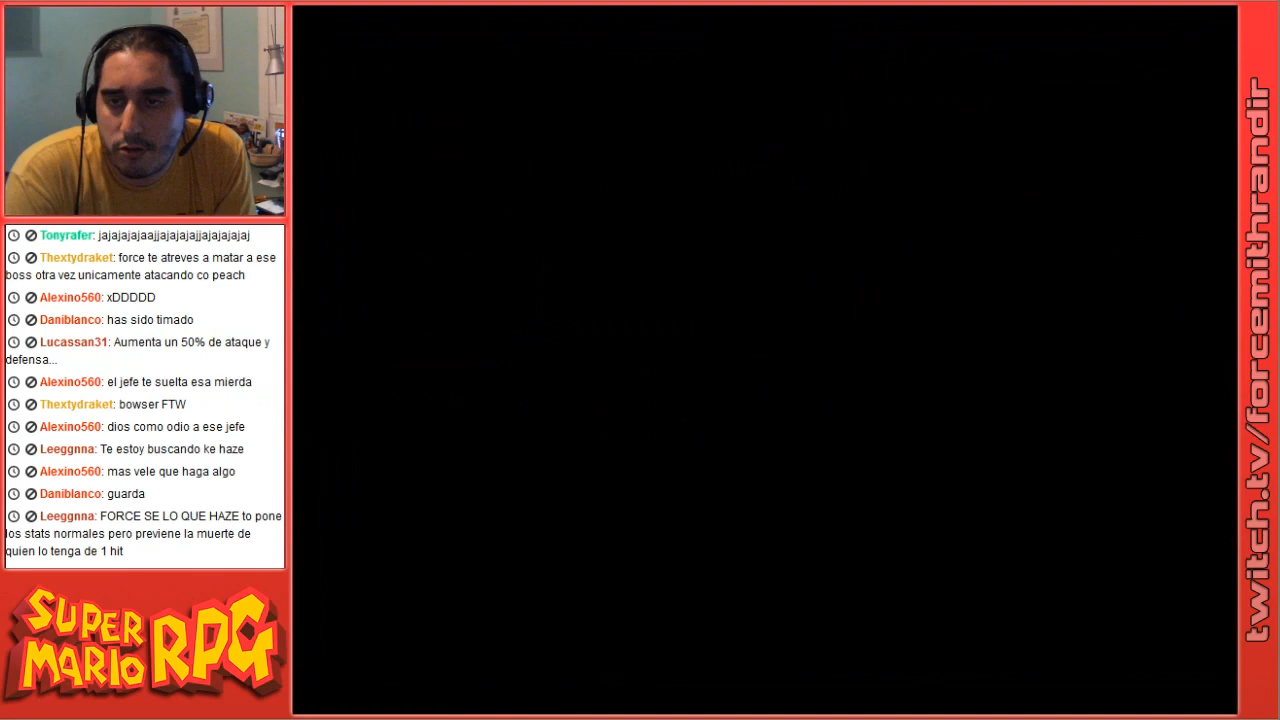 Tonyrafer: jajajajajaajjajajajajjajajajajaj
Thextydraket: force te atreves a matar a ese
boss otra vez unicamente atacando co peach
Alexino560: xDDDDD
Daniblanco: has sido timado
Lucassan31: Aumenta un 50% de ataque y
defensa...
Alexino560: el jefe te suelta esa mierda
Thextydraket: bowser FTW
Alexino560: dios como odio a ese jefe
Leeggnna: Te estoy buscando ke haze
Alexino560: mas vele que haga algo
Daniblanco: guarda
Leeggnna: FORCE SE LO QUE HAZE to pone
los stats normales pero previene la muerte de
quien lo tenga de 1 hit
SUPER
MARIO RPG
twitch.tv/forcemithrandir